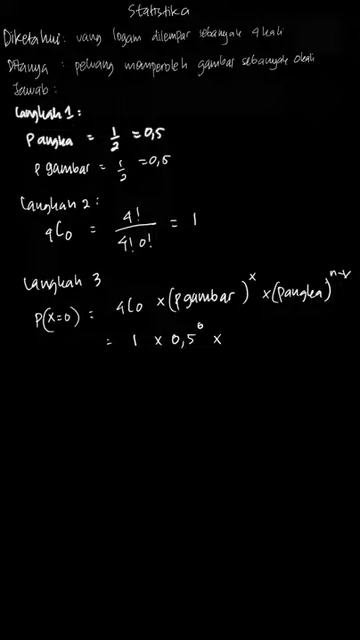 Statistika
Diketahui : uang logam dilempar sebanyak 4 kali
Ditanya : peluang memperoleh gambar sebanyak 0 kali
Jawab :
Langkah 1 :
P angka = 1/2 = 0,5
P gambar = 1/2 = 0,5
Langkah 2 :
4C0 = 4! / 4! 0! = 1
Langkah 3
P(x=0) = 4C0 × (P gambar)^x × (P angka)^n-x
= 1 × 0,5^0 ×